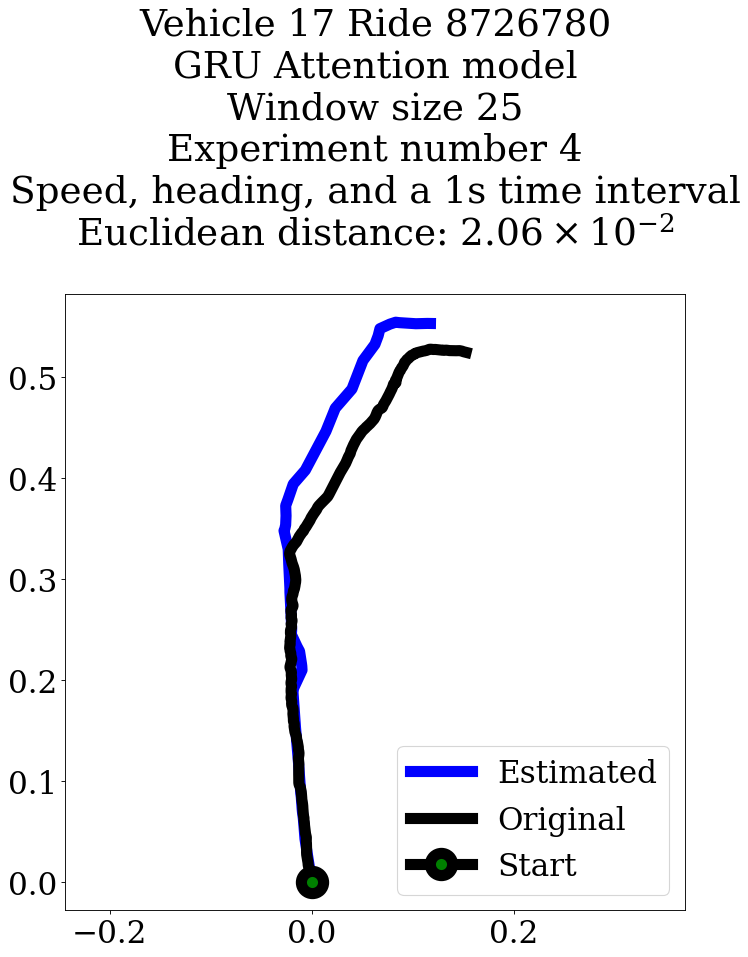 Vehicle 17 Ride 8726780
GRU Attention model
Window size 25
Experiment number 4
Speed, heading, and a 1s time interval
Euclidean distance: 2.06 × 10⁻²
0.5
0.4
0.3
0.2
0.1
0.0
Estimated
Original
Start
−0.2 0.0 0.2